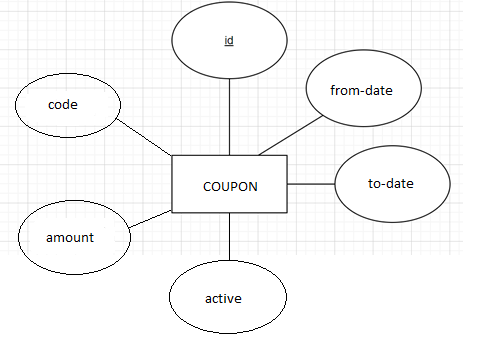 id
from-date
code
to-date
COUPON
amount
active